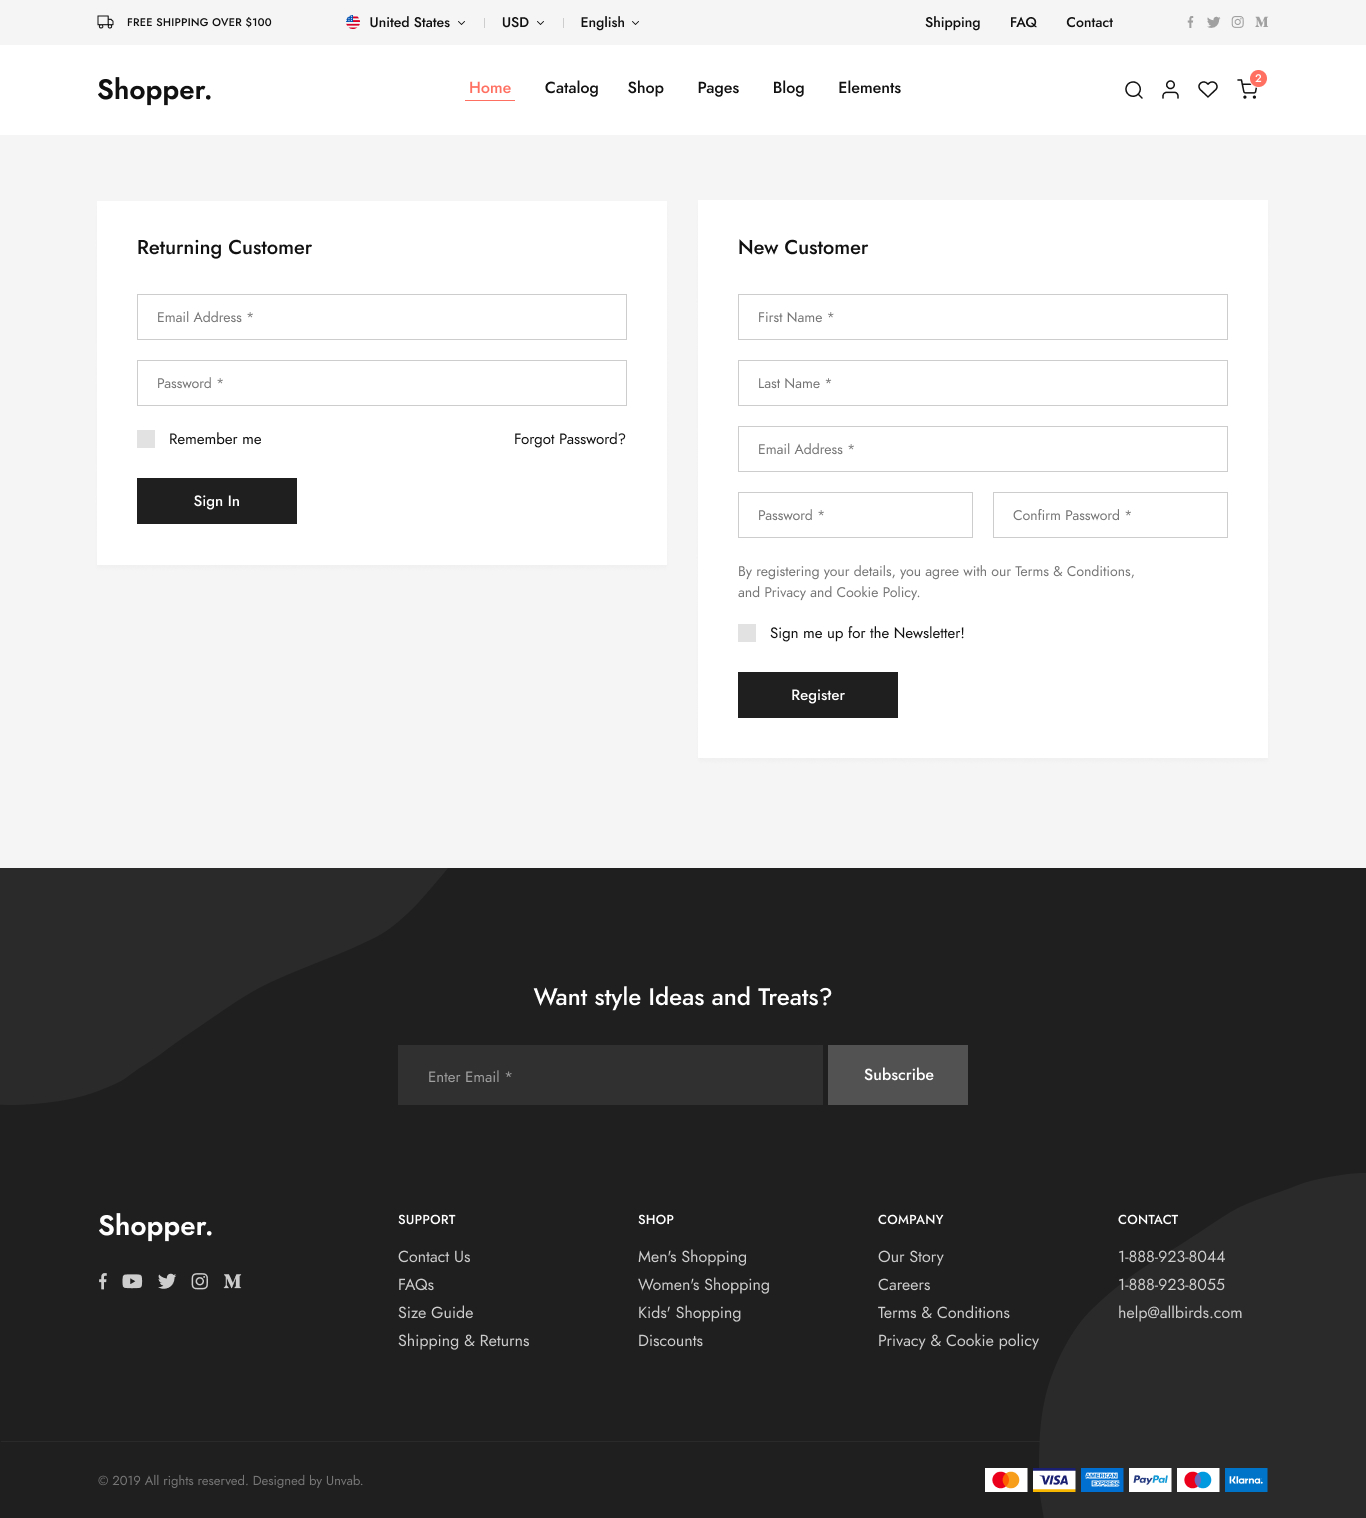 FREE SHIPPING OVER $100
United States
USD
English
Shipping
FAQ
Contact
Shopper.
Home
Catalog
Shop
Pages
Blog
Elements
2
Returning Customer
Email Address *
Password *
Remember me
Forgot Password?
Sign In
New Customer
First Name *
Last Name *
Email Address *
Password *
Confirm Password *
By registering your details, you agree with our Terms & Conditions,
and Privacy and Cookie Policy.
Sign me up for the Newsletter!
Register
Want style Ideas and Treats?
Enter Email *
Subscribe
Shopper.
SUPPORT
Contact Us
FAQs
Size Guide
Shipping & Returns
SHOP
Men's Shopping
Women's Shopping
Kids' Shopping
Discounts
COMPANY
Our Story
Careers
Terms & Conditions
Privacy & Cookie policy
CONTACT
1-888-923-8044
1-888-923-8055
help@allbirds.com
© 2019 All rights reserved. Designed by Unvab.
VISA
AMERICAN
EXPRESS
PayPal
Klarna.